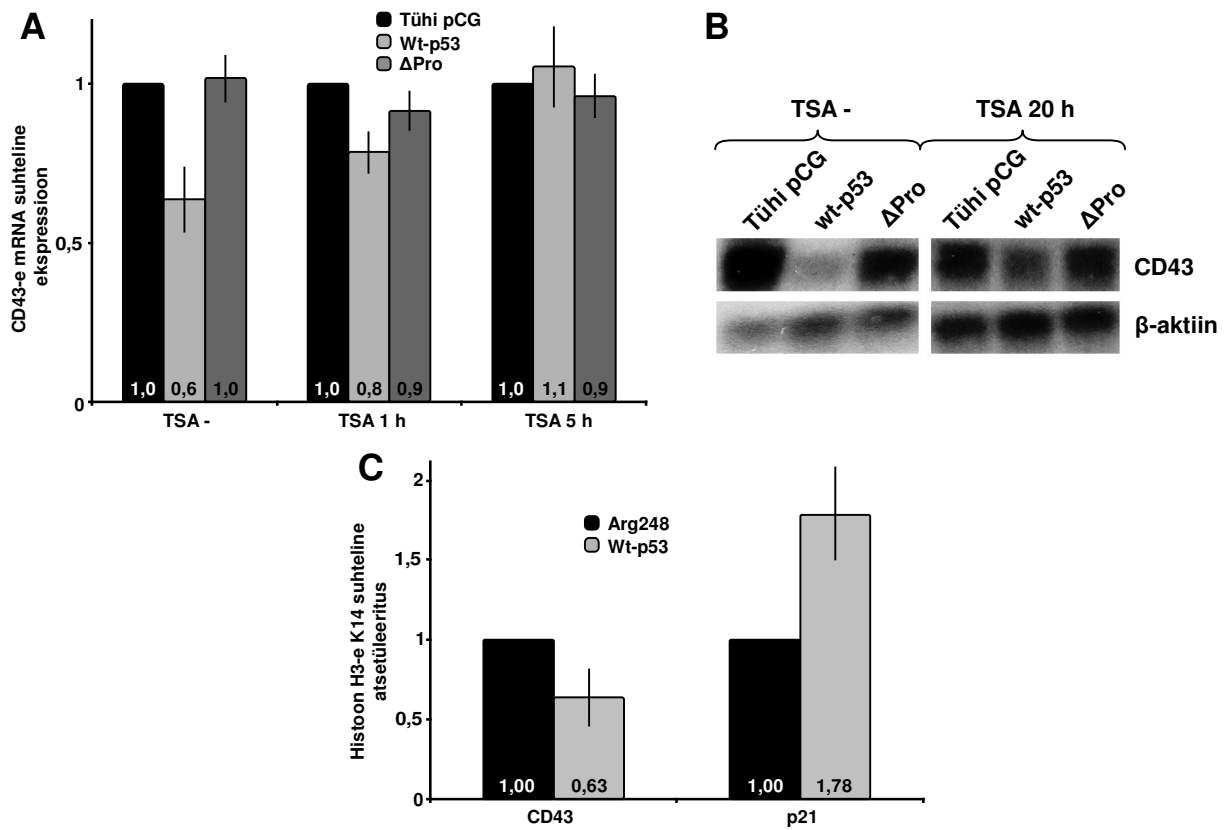 A
Tühi pCG
Wt-p53
ΔPro
CD43-e mRNA suhteline
ekspressioon
1
0,5
0
1,0
0,6
1,0
1,0
0,8
0,9
1,0
1,1
0,9
TSA -
TSA 1 h
TSA 5 h
B
TSA -
TSA 20 h
Tühi pCG
wt-p53
ΔPro
Tühi pCG
wt-p53
ΔPro
CD43
β-aktiin
C
Arg248
Wt-p53
Histoon H3-e K14 suhteline
atsetüleeritus
2
1,5
1
0,5
0
1,00
0,63
1,00
1,78
CD43
p21